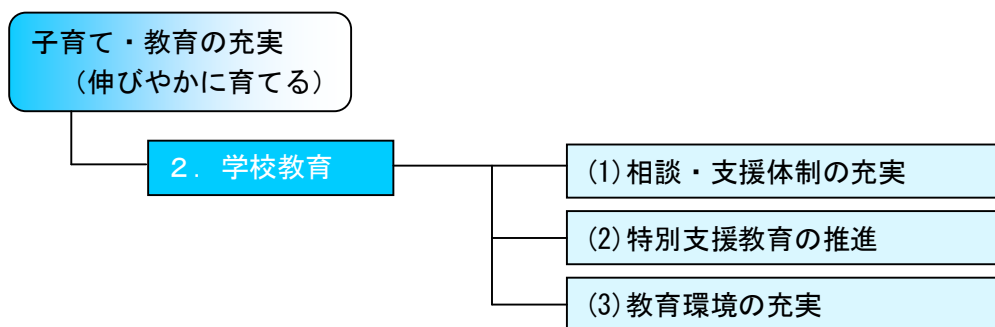 子育て・教育の充実
(伸びやかに育てる)
２．学校教育
(1)相談・支援体制の充実
(2)特別支援教育の推進
(3)教育環境の充実